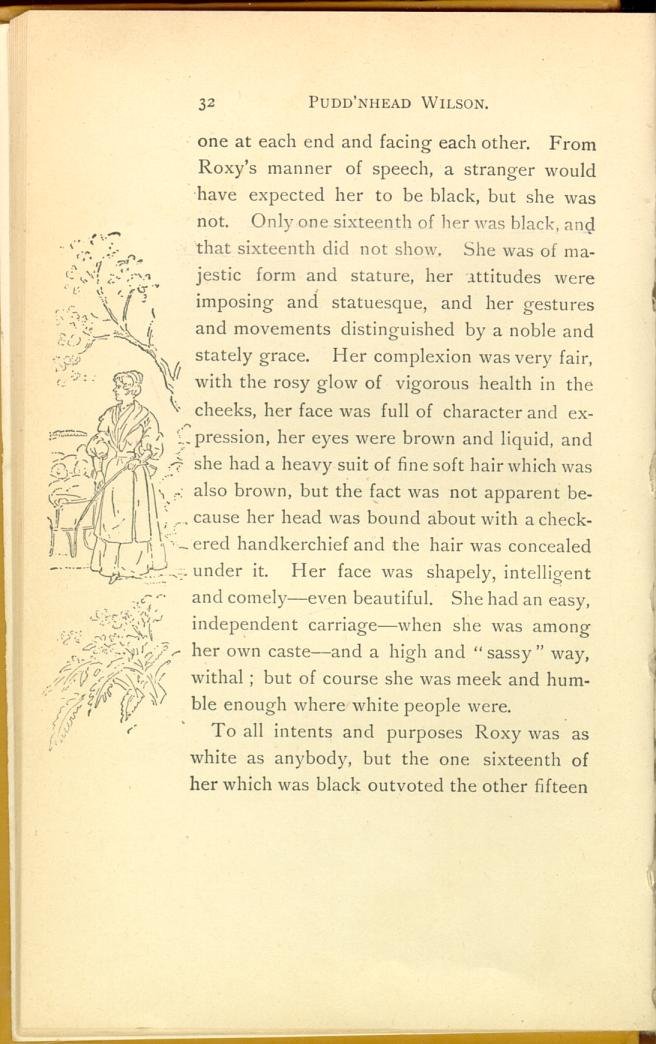 32 PUDD'NHEAD WILSON.
one at each end and facing each other. From
Roxy's manner of speech, a stranger would
have expected her to be black, but she was
not. Only one sixteenth of her was black, and
that sixteenth did not show. She was of ma-
jestic form and stature, her attitudes were
imposing and statuesque, and her gestures
and movements distinguished by a noble and
stately grace. Her complexion was very fair,
with the rosy glow of vigorous health in the
cheeks, her face was full of character and ex-
pression, her eyes were brown and liquid, and
she had a heavy suit of fine soft hair which was
also brown, but the fact was not apparent be-
cause her head was bound about with a check-
ered handkerchief and the hair was concealed
under it. Her face was shapely, intelligent
and comely—even beautiful. She had an easy,
independent carriage—when she was among
her own caste—and a high and "sassy" way,
withal; but of course she was meek and hum-
ble enough where white people were.
To all intents and purposes Roxy was as
white as anybody, but the one sixteenth of
her which was black outvoted the other fifteen